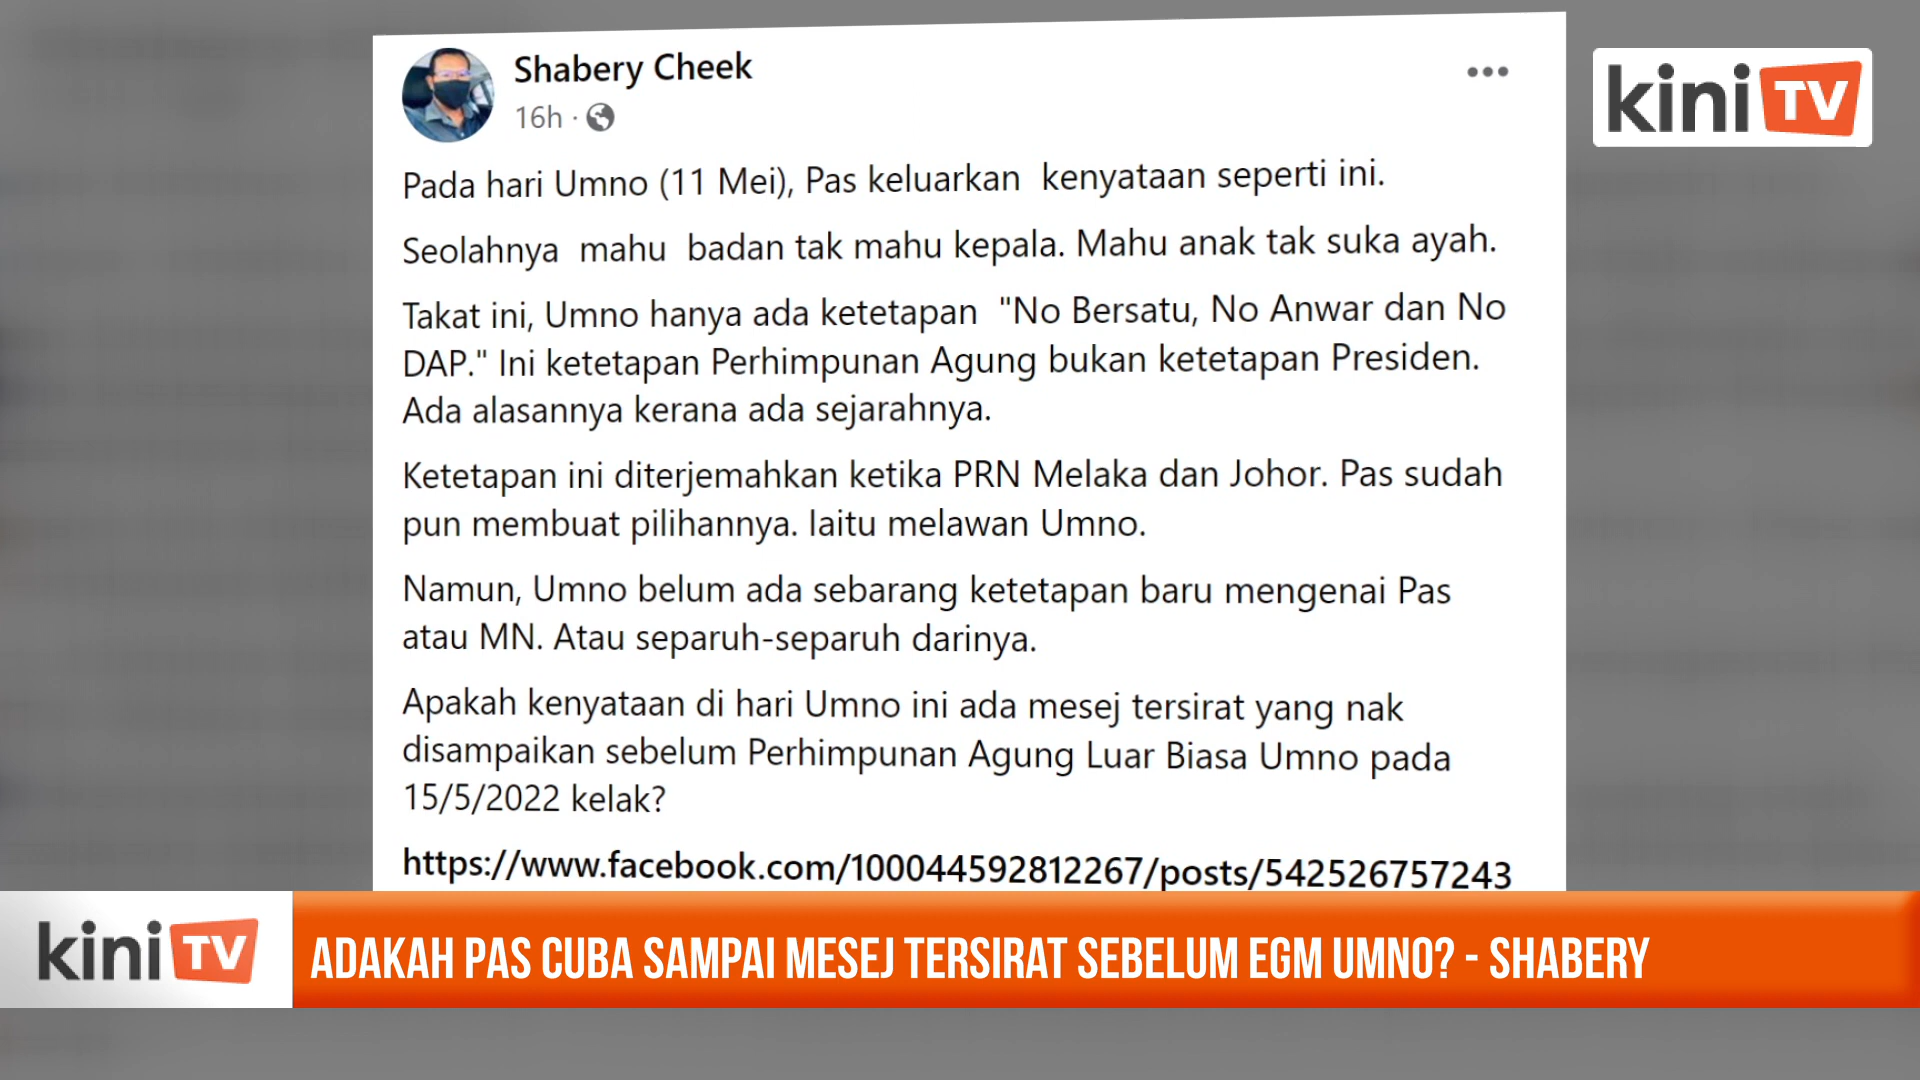 Shabery Cheek
16h ·
kini TV
Pada hari Umno (11 Mei), Pas keluarkan kenyataan seperti ini.
Seolahnya mahu badan tak mahu kepala. Mahu anak tak suka ayah.
Takat ini, Umno hanya ada ketetapan "No Bersatu, No Anwar dan No
DAP." Ini ketetapan Perhimpunan Agung bukan ketetapan Presiden.
Ada alasannya kerana ada sejarahnya.
Ketetapan ini diterjemahkan ketika PRN Melaka dan Johor. Pas sudah
pun membuat pilihannya. Iaitu melawan Umno.
Namun, Umno belum ada sebarang ketetapan baru mengenai Pas
atau MN. Atau separuh-separuh darinya.
Apakah kenyataan di hari Umno ini ada mesej tersirat yang nak
disampaikan sebelum Perhimpunan Agung Luar Biasa Umno pada
15/5/2022 kelak?
https://www.facebook.com/100044592812267/posts/542526757243
kini TV
ADAKAH PAS CUBA SAMPAI MESEJ TERSIRAT SEBELUM EGM UMNO? - SHABERY